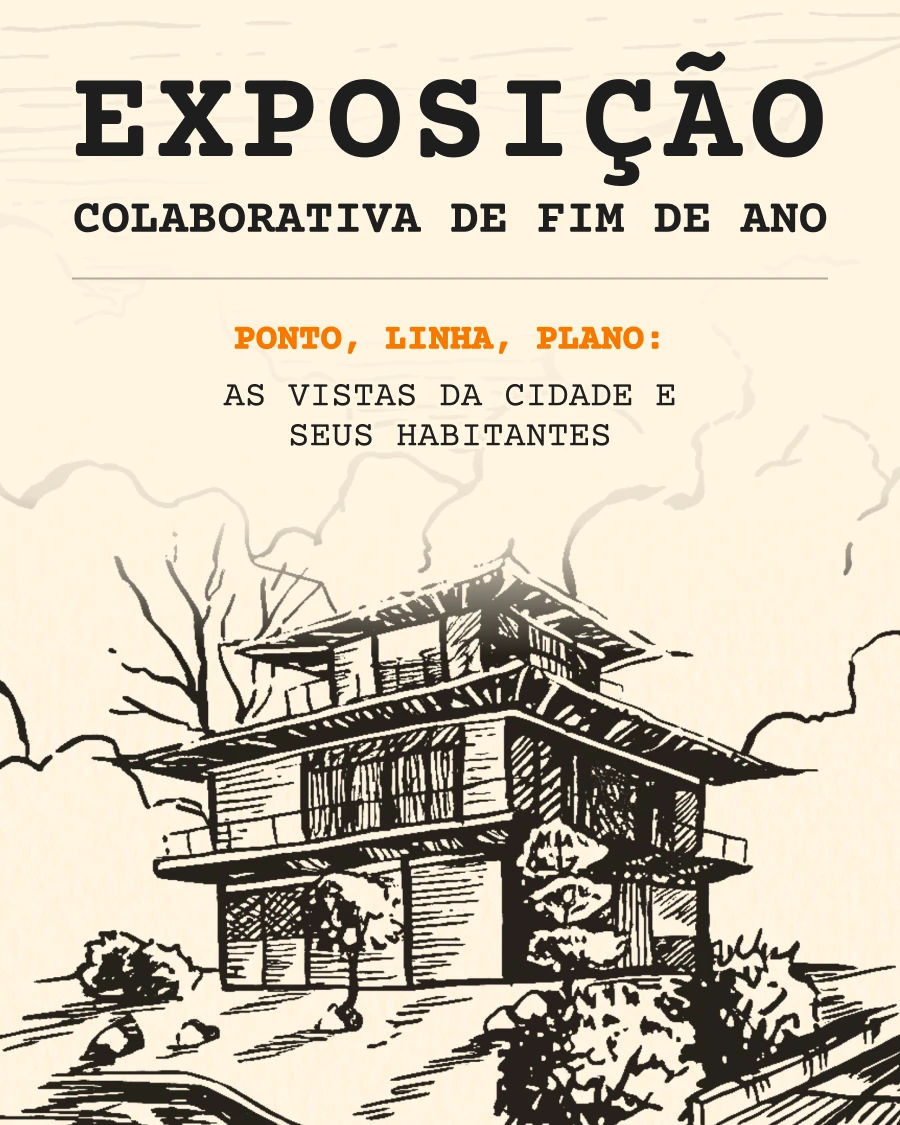 EXPOSIÇÃO
COLABORATIVA DE FIM DE ANO
PONTO, LINHA, PLANO:
AS VISTAS DA CIDADE E
SEUS HABITANTES